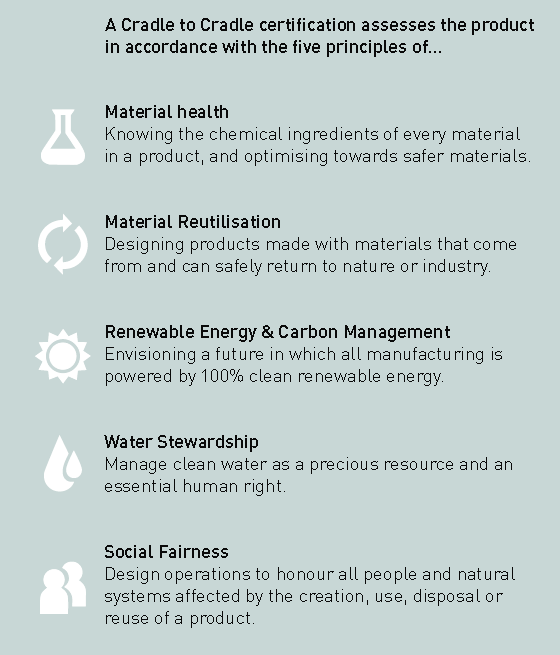 A Cradle to Cradle certification assesses the product
in accordance with the five principles of...
Material health
Knowing the chemical ingredients of every material
in a product, and optimising towards safer materials.
Material Reutilisation
Designing products made with materials that come
from and can safely return to nature or industry.
Renewable Energy & Carbon Management
Envisioning a future in which all manufacturing is
powered by 100% clean renewable energy.
Water Stewardship
Manage clean water as a precious resource and an
essential human right.
Social Fairness
Design operations to honour all people and natural
systems affected by the creation, use, disposal or
reuse of a product.